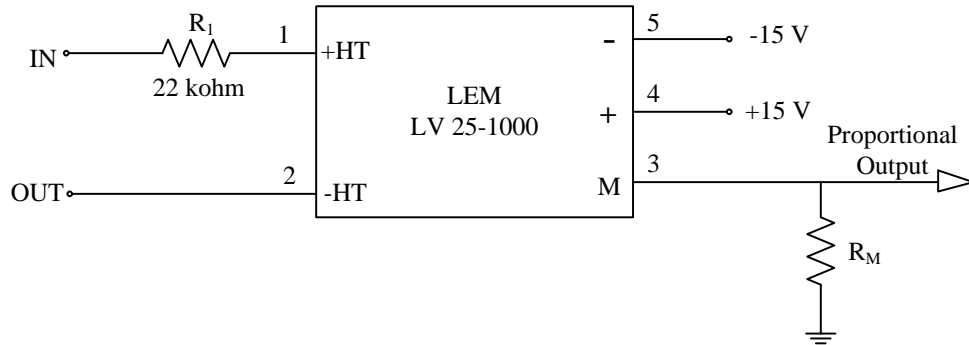 R1
1
IN
22 kohm
+HT
LEM
LV 25-1000
-
5
-15 V
+
4
+15 V
Proportional
Output
3
M
2
OUT
-HT
RM